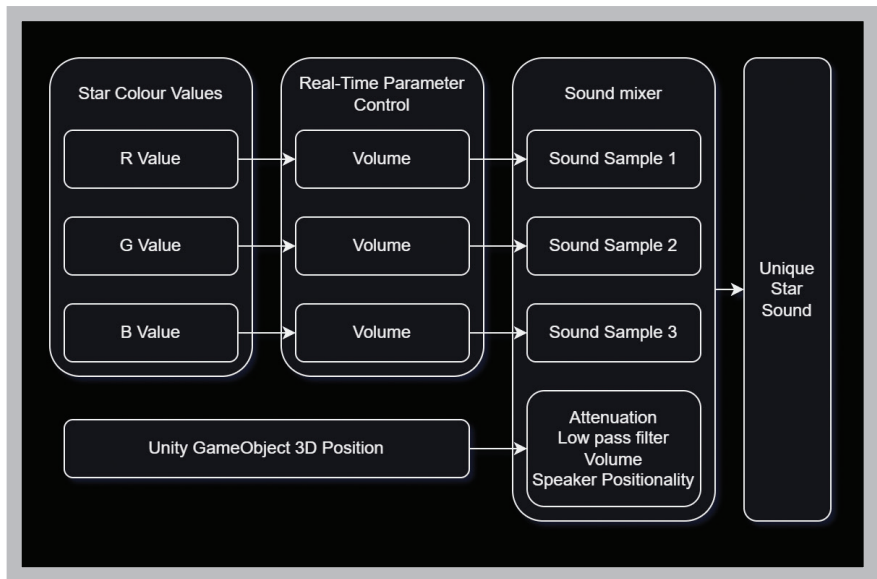 Star Colour Values
Real-Time Parameter
Control
Sound mixer
R Value
Volume
Sound Sample 1
G Value
Volume
Sound Sample 2
B Value
Volume
Sound Sample 3
Unique
Star
Sound
Unity GameObject 3D Position
Attenuation
Low pass filter
Volume
Speaker Positionality